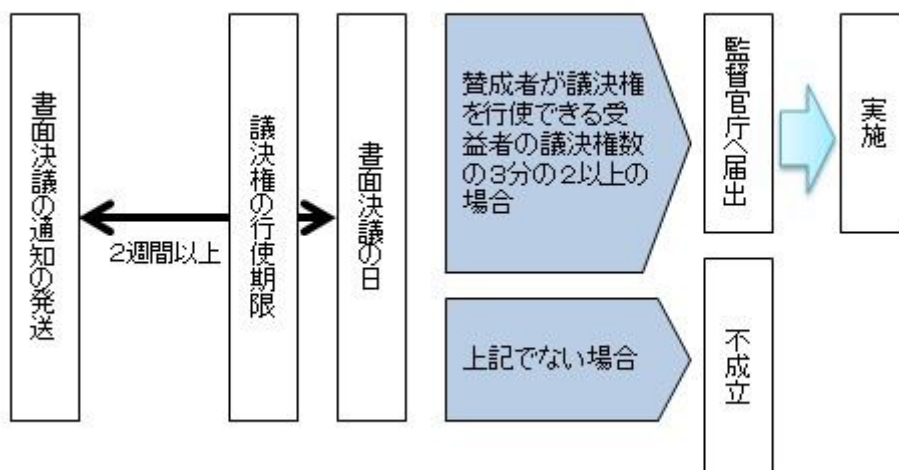 書面決議の通知の発送
2週間以上
議決権の行使期限
書面決議の日
賛成者が議決権
を行使できる受
益者の議決権数
の3分の2以上の
場合
監督官庁へ届出
実施
上記でない場合
不成立